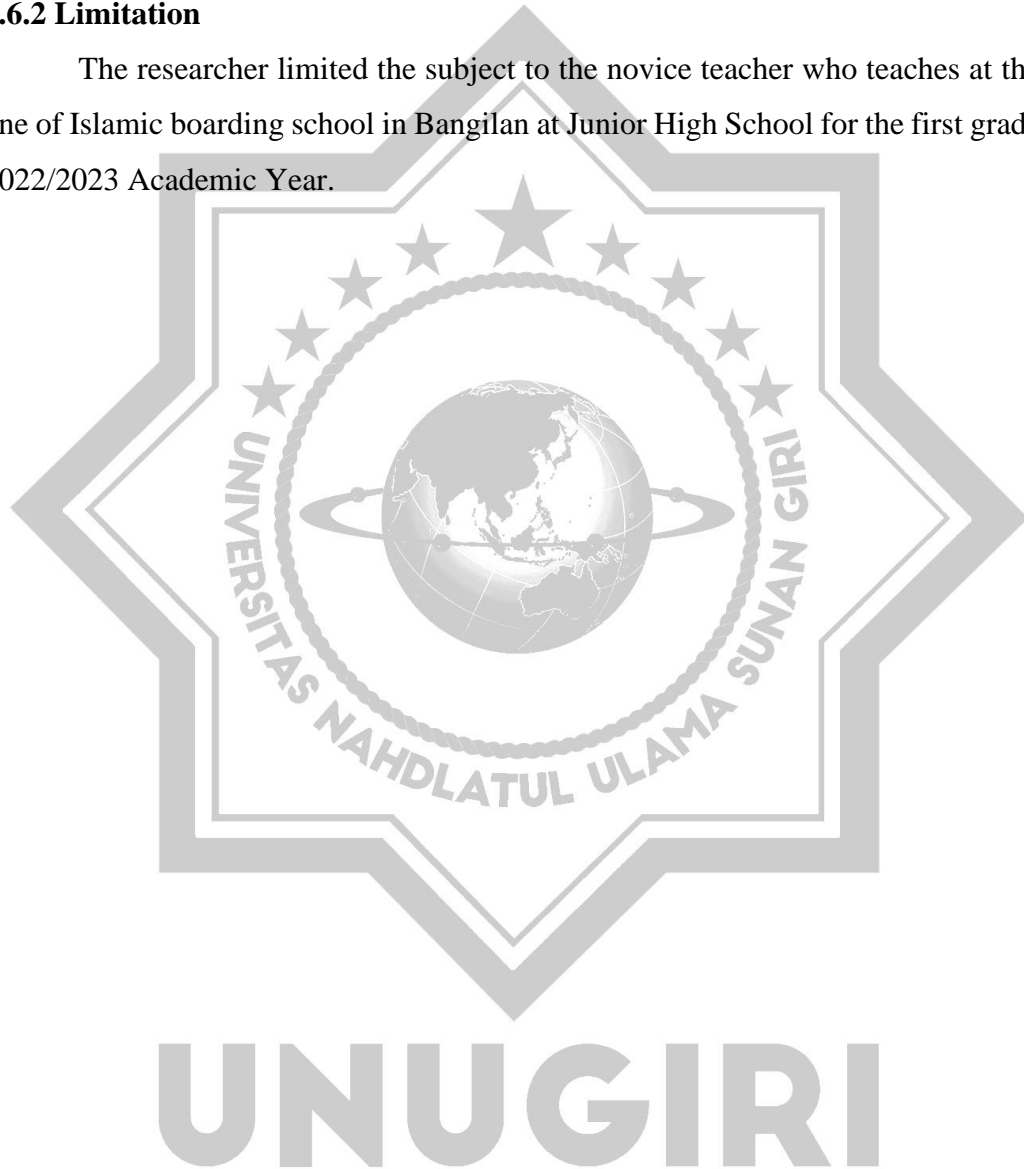 .6.2 Limitation
The researcher limited the subject to the novice teacher who teaches at th
ne of Islamic boarding school in Bangilan at Junior High School for the first grad
022/2023 Academic Year.
UNIVERSITAS NAHDLATUL ULAMA SUNAN GIRI
UNUGIRI